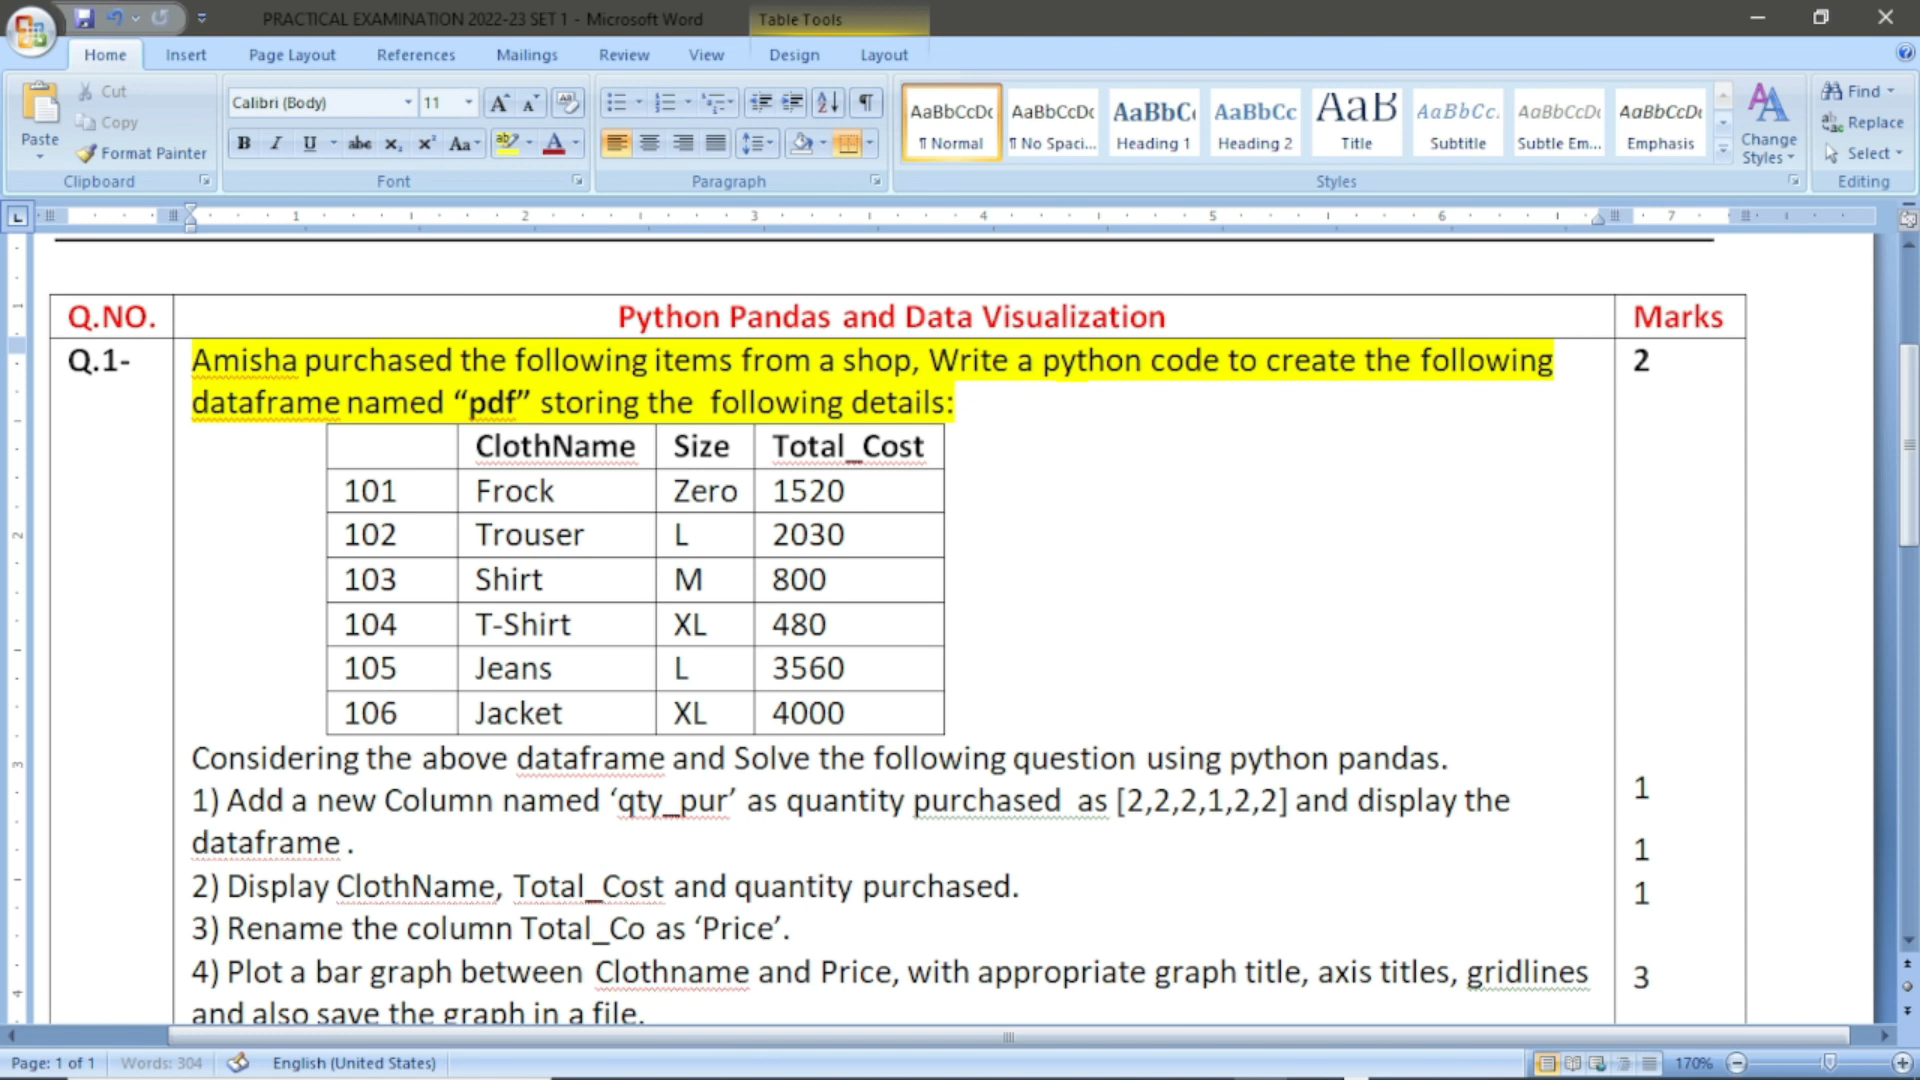 PRACTICAL EXAMINATION 2022-23 SET 1 - Microsoft Word
Table Tools
Home Insert Page Layout References Mailings Review View Design Layout
Paste
Cut
Copy
Format Painter
Clipboard
Calibri (Body) 11
Font
Paragraph
AaBbCcDc AaBbCcDc AaBbC AaBbCc AaB AaBbCc. AaBbCcDc AaBbCcDc
¶ Normal ¶ No Spaci... Heading 1 Heading 2 Title Subtitle Subtle Em... Emphasis
Change Styles
Styles
Find
Replace
Select
Editing
1 2 3 4 5 6 7
Q.NO. Python Pandas and Data Visualization Marks
Q.1- Amisha purchased the following items from a shop, Write a python code to create the following 2
dataframe named “pdf” storing the following details:
ClothName Size Total_Cost
101 Frock Zero 1520
102 Trouser L 2030
103 Shirt M 800
104 T-Shirt XL 480
105 Jeans L 3560
106 Jacket XL 4000
Considering the above dataframe and Solve the following question using python pandas.
1) Add a new Column named ‘qty_pur’ as quantity purchased as [2,2,2,1,2,2] and display the 1
dataframe . 1
2) Display ClothName, Total_Cost and quantity purchased. 1
3) Rename the column Total_Co as ‘Price’.
4) Plot a bar graph between Clothname and Price, with appropriate graph title, axis titles, gridlines 3
and also save the graph in a file.
Page: 1 of 1 Words: 304 English (United States) 170%